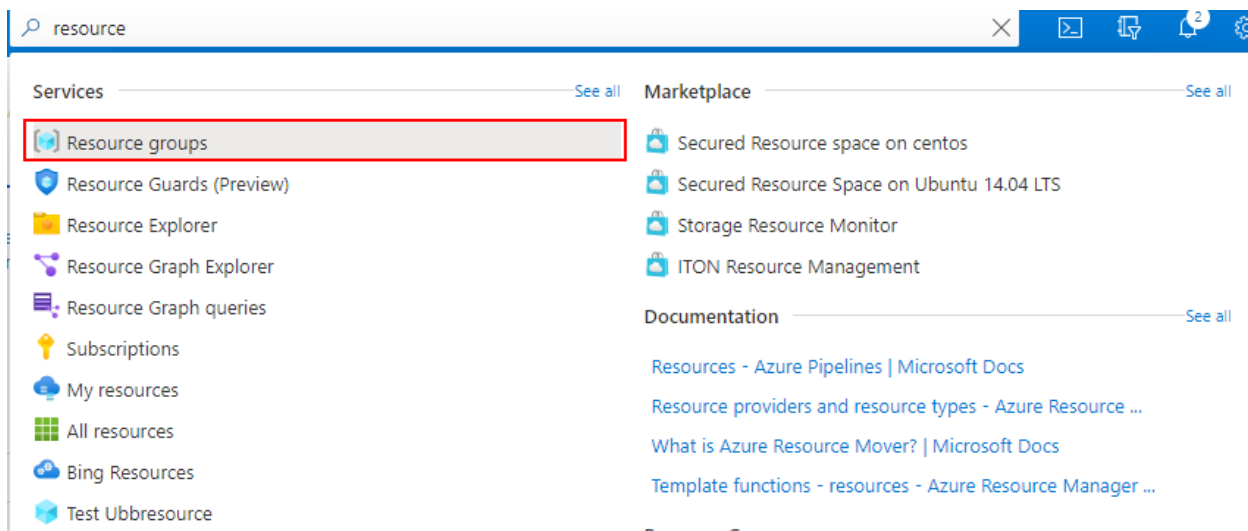 resource
2
Services
See all
Resource groups
Resource Guards (Preview)
Resource Explorer
Resource Graph Explorer
Resource Graph queries
Subscriptions
My resources
All resources
Bing Resources
Test Ubbresource
Marketplace
See all
Secured Resource space on centos
Secured Resource Space on Ubuntu 14.04 LTS
Storage Resource Monitor
ITON Resource Management
Documentation
See all
Resources - Azure Pipelines | Microsoft Docs
Resource providers and resource types - Azure Resource ...
What is Azure Resource Mover? | Microsoft Docs
Template functions - resources - Azure Resource Manager ...